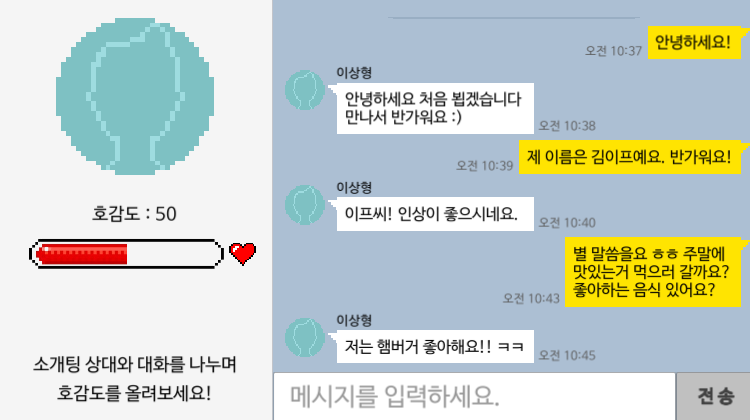 호감도 : 50
소개팅 상대와 대화를 나누며
호감도를 올려보세요!
오전 10:37
안녕하세요!
이상형
안녕하세요 처음 뵙겠습니다
만나서 반가워요 :)
오전 10:38
오전 10:39
제 이름은 김이프예요. 반가워요!
이상형
이프씨! 인상이 좋으시네요.
오전 10:40
별 말씀을요 ㅎㅎ 주말에
맛있는거 먹으러 갈까요?
좋아하는 음식 있어요?
오전 10:43
이상형
저는 햄버거 좋아해요!! ㅋㅋ
오전 10:45
메시지를 입력하세요.
전 송